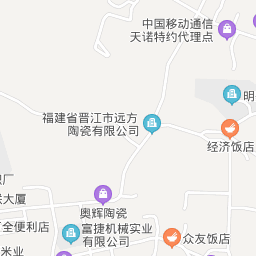 中国移动通信
天诺特约代理点
明
福建省晋江市远方
陶瓷有限公司
经济饭店
厂
大厦
奥辉陶瓷
全便利店
富捷机械实业
有限公司
众友饭店
米业